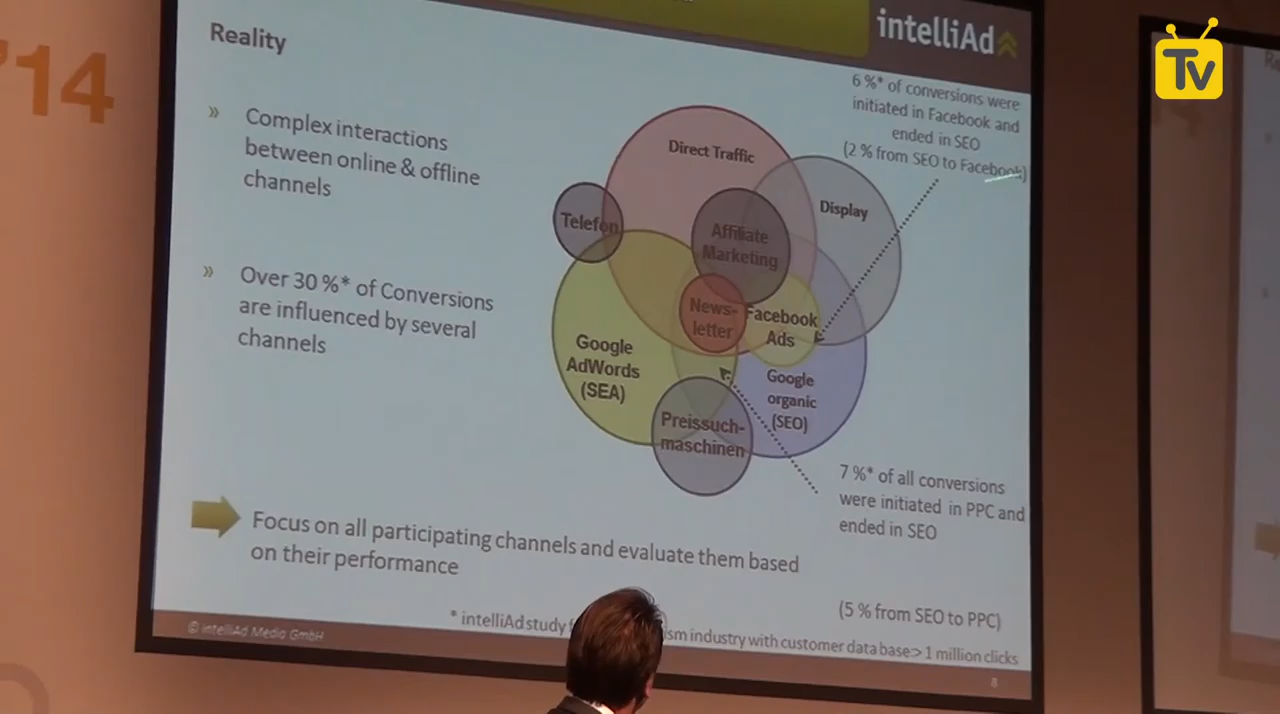 '14
intelliAd
Tv
Reality
» Complex interactions
between online & offline
channels
» Over 30 %* of Conversions
are influenced by several
channels
6 %* of conversions were
initiated in Facebook and
ended in SEO
(2 % from SEO to Facebook)
Direct Traffic
Display
Telefon
Affiliate
Marketing
News-
letter
Facebook
Ads
Google
AdWords
(SEA)
Google
organic
(SEO)
Preissuch-
maschinen
7 %* of all conversions
were initiated in PPC and
ended in SEO
Focus on all participating channels and evaluate them based
on their performance
(5 % from SEO to PPC)
* intelliAd study ism industry with customer data base:> 1 million clicks
© intelliAd Media GmbH
8